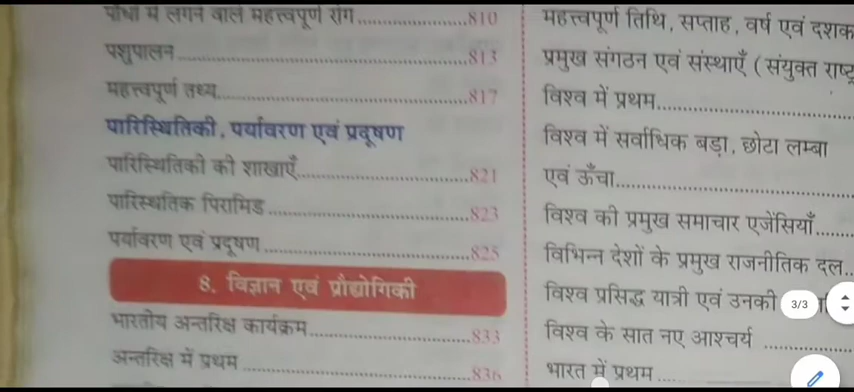 पौधों में लगने वाले महत्त्वपूर्ण रोग....................810
पशुपालन....................813
महत्त्वपूर्ण तथ्य....................817
पारिस्थितिकी, पर्यावरण एवं प्रदूषण
पारिस्थितिकी की शाखाएँ....................821
पारिस्थतिक पिरामिड....................823
पर्यावरण एवं प्रदूषण....................825
8. विज्ञान एवं प्रौद्योगिकी
भारतीय अन्तरिक्ष कार्यक्रम....................833
अन्तरिक्ष में प्रथम....................836
महत्त्वपूर्ण तिथि, सप्ताह, वर्ष एवं दशक
प्रमुख संगठन एवं संस्थाएँ (संयुक्त राष्ट्र
विश्व में प्रथम....................
विश्व में सर्वाधिक बड़ा, छोटा लम्बा
एवं ऊँचा....................
विश्व की प्रमुख समाचार एजेंसियाँ.......
विभिन्न देशों के प्रमुख राजनीतिक दल..
विश्व प्रसिद्ध यात्री एवं उनकी
3/3
विश्व के सात नए आश्चर्य ..............
भारत में प्रथम....................